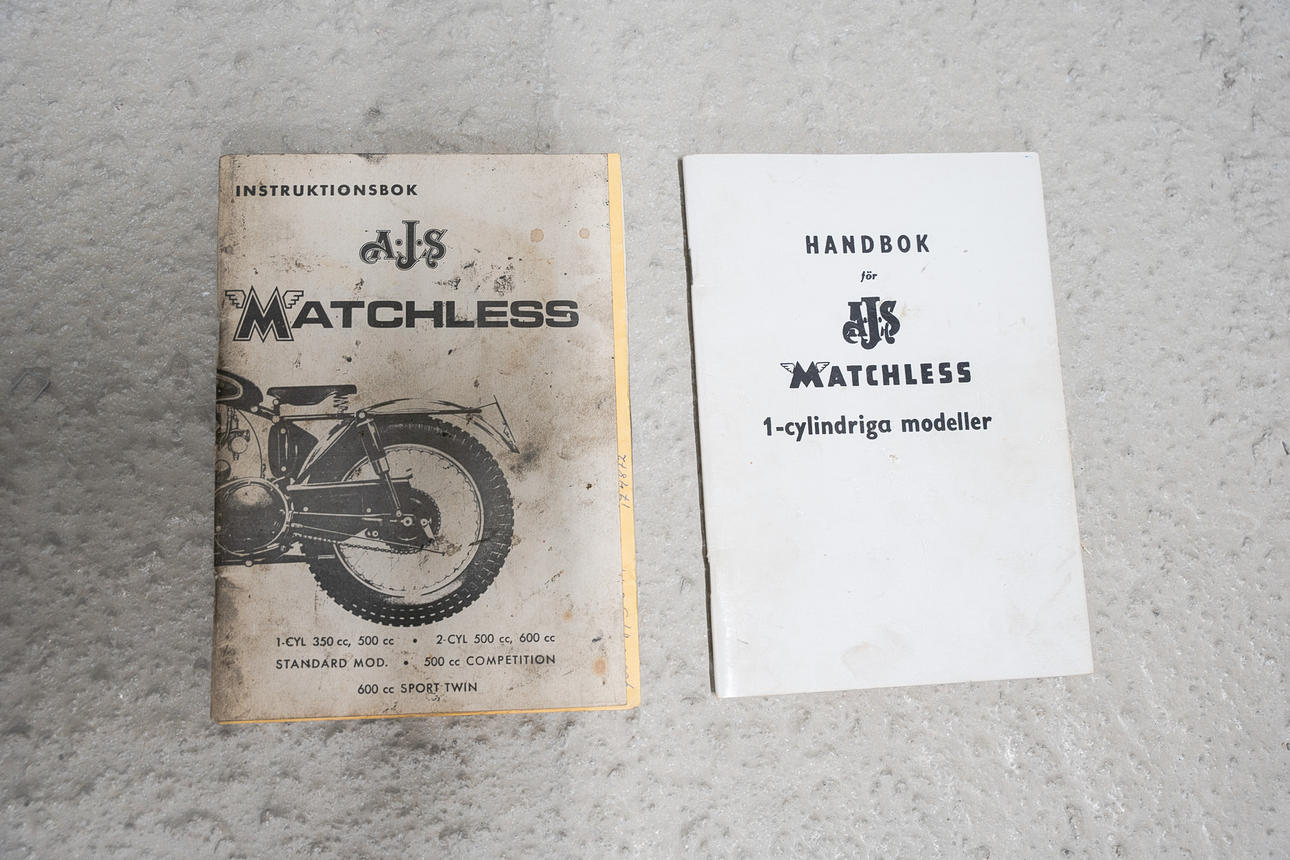 INSTRUKTIONSBOK
A·J·S
MATCHLESS
1-CYL 350 cc, 500 cc • 2-CYL 500 cc, 600 cc
STANDARD MOD. • 500 cc COMPETITION
600 cc SPORT TWIN
HANDBOK
för
AJS
MATCHLESS
1-cylindriga modeller